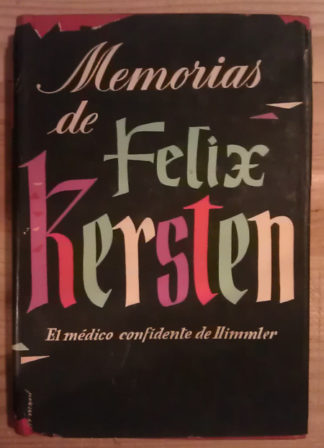 Memorias
de
Felix
Kersten
El médico confidente de Himmler